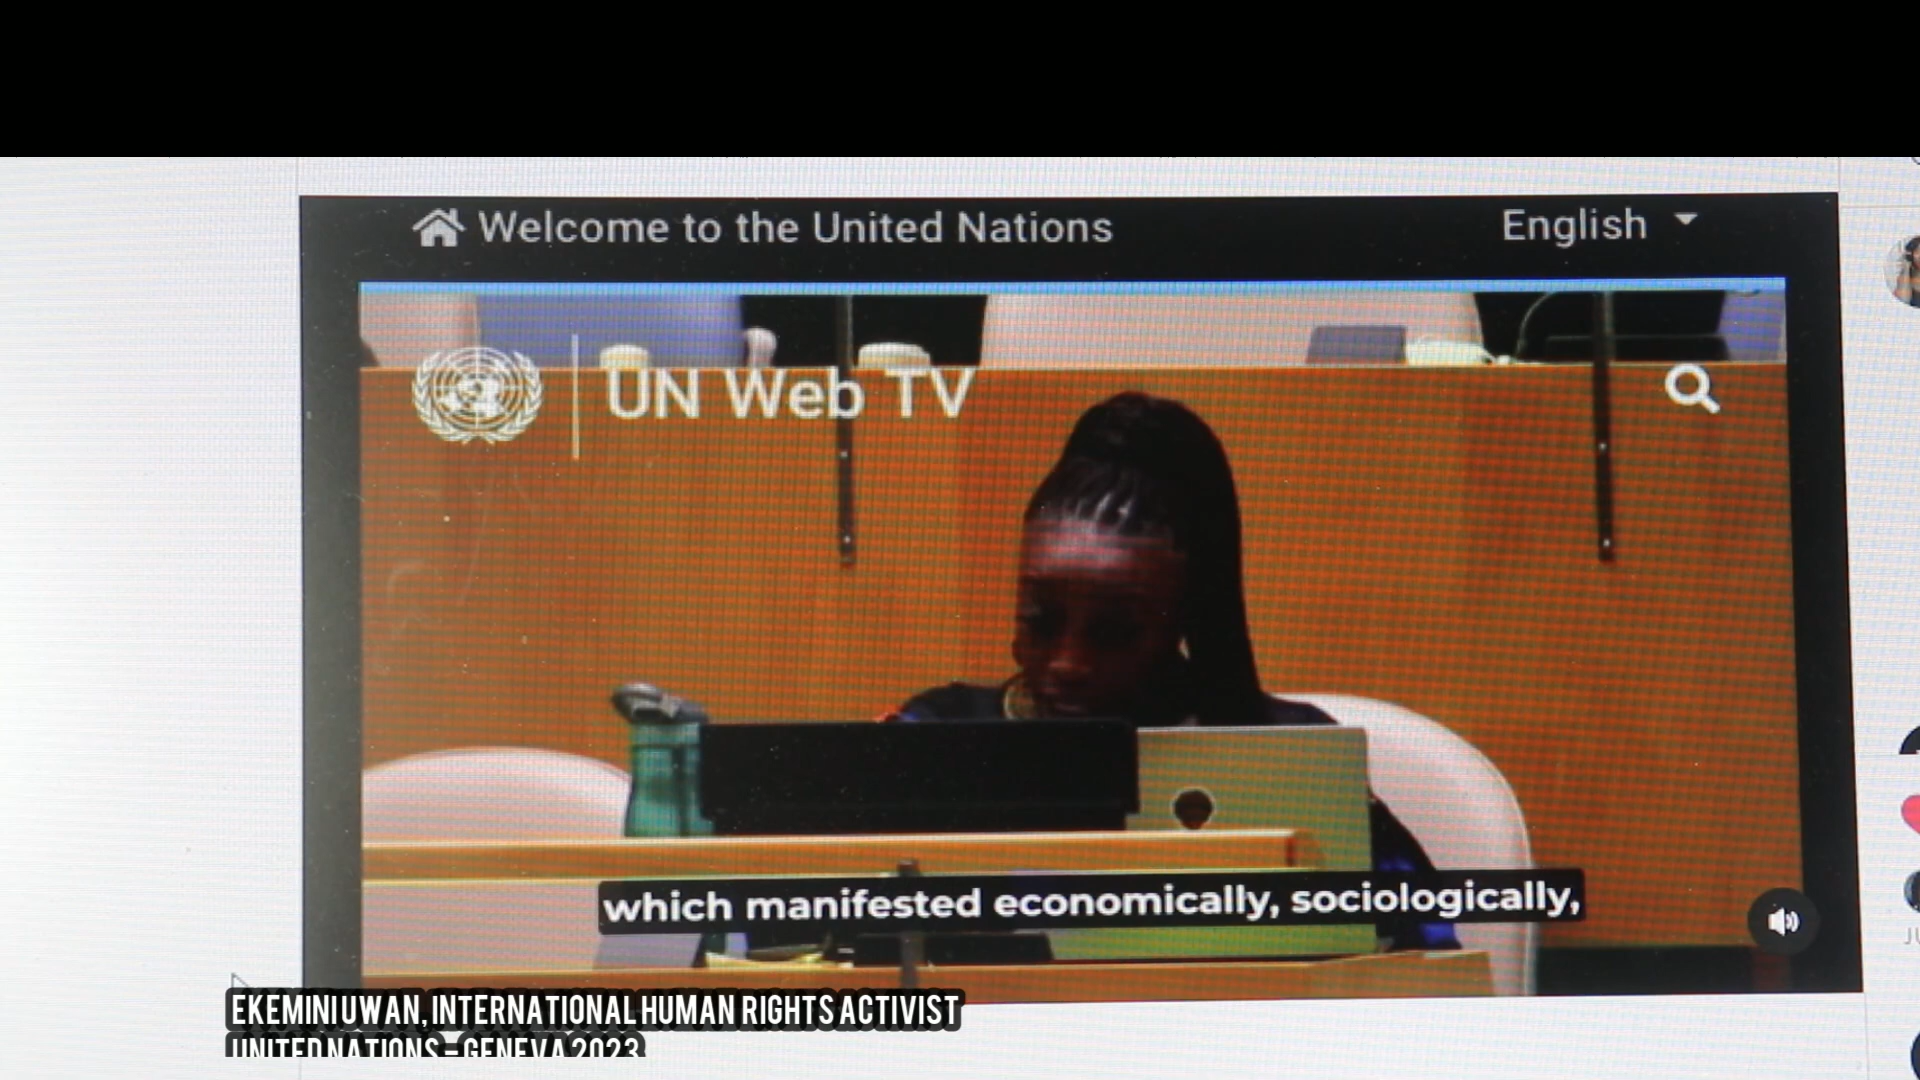 Welcome to the United Nations
English
UN Web TV
which manifested economically, sociologically,
EKEMINI UWAN, INTERNATIONAL HUMAN RIGHTS ACTIVIST
UNITED NATIONS - GENEVA 2023